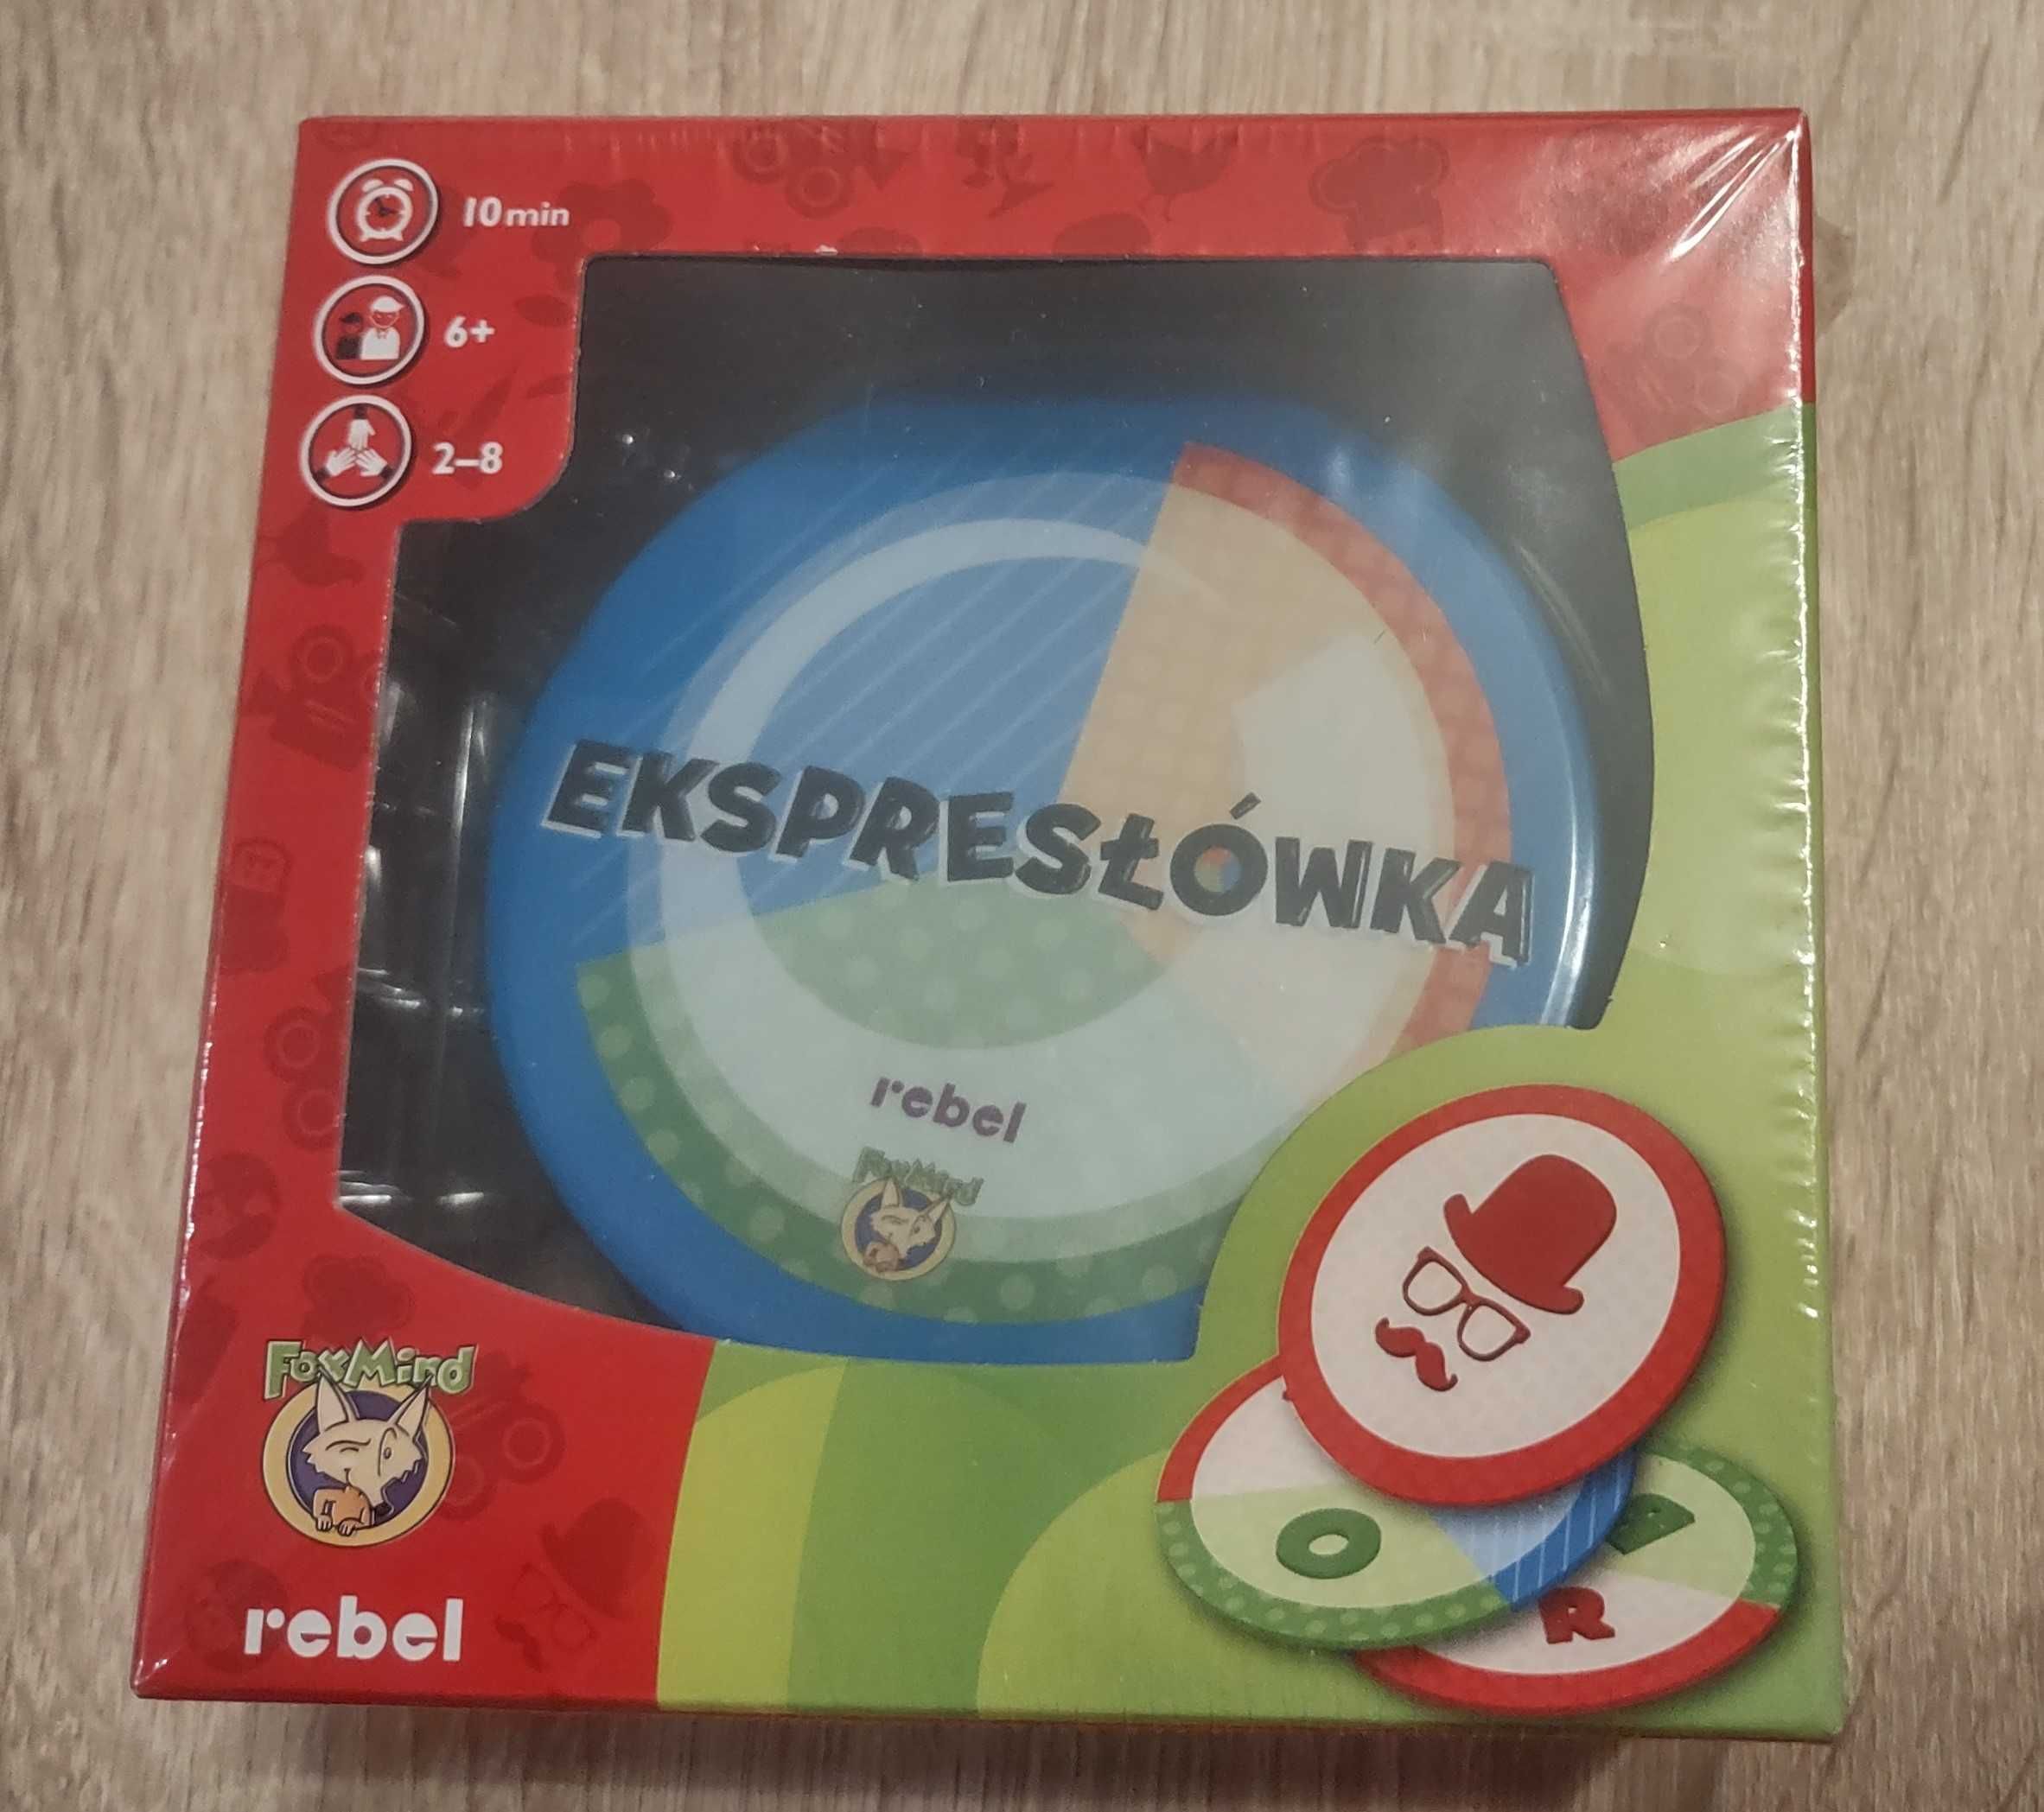 10 min
6+
2–8
EKSPRESŁÓWKA
rebel
FoxMind
FoxMind
rebel
O
R